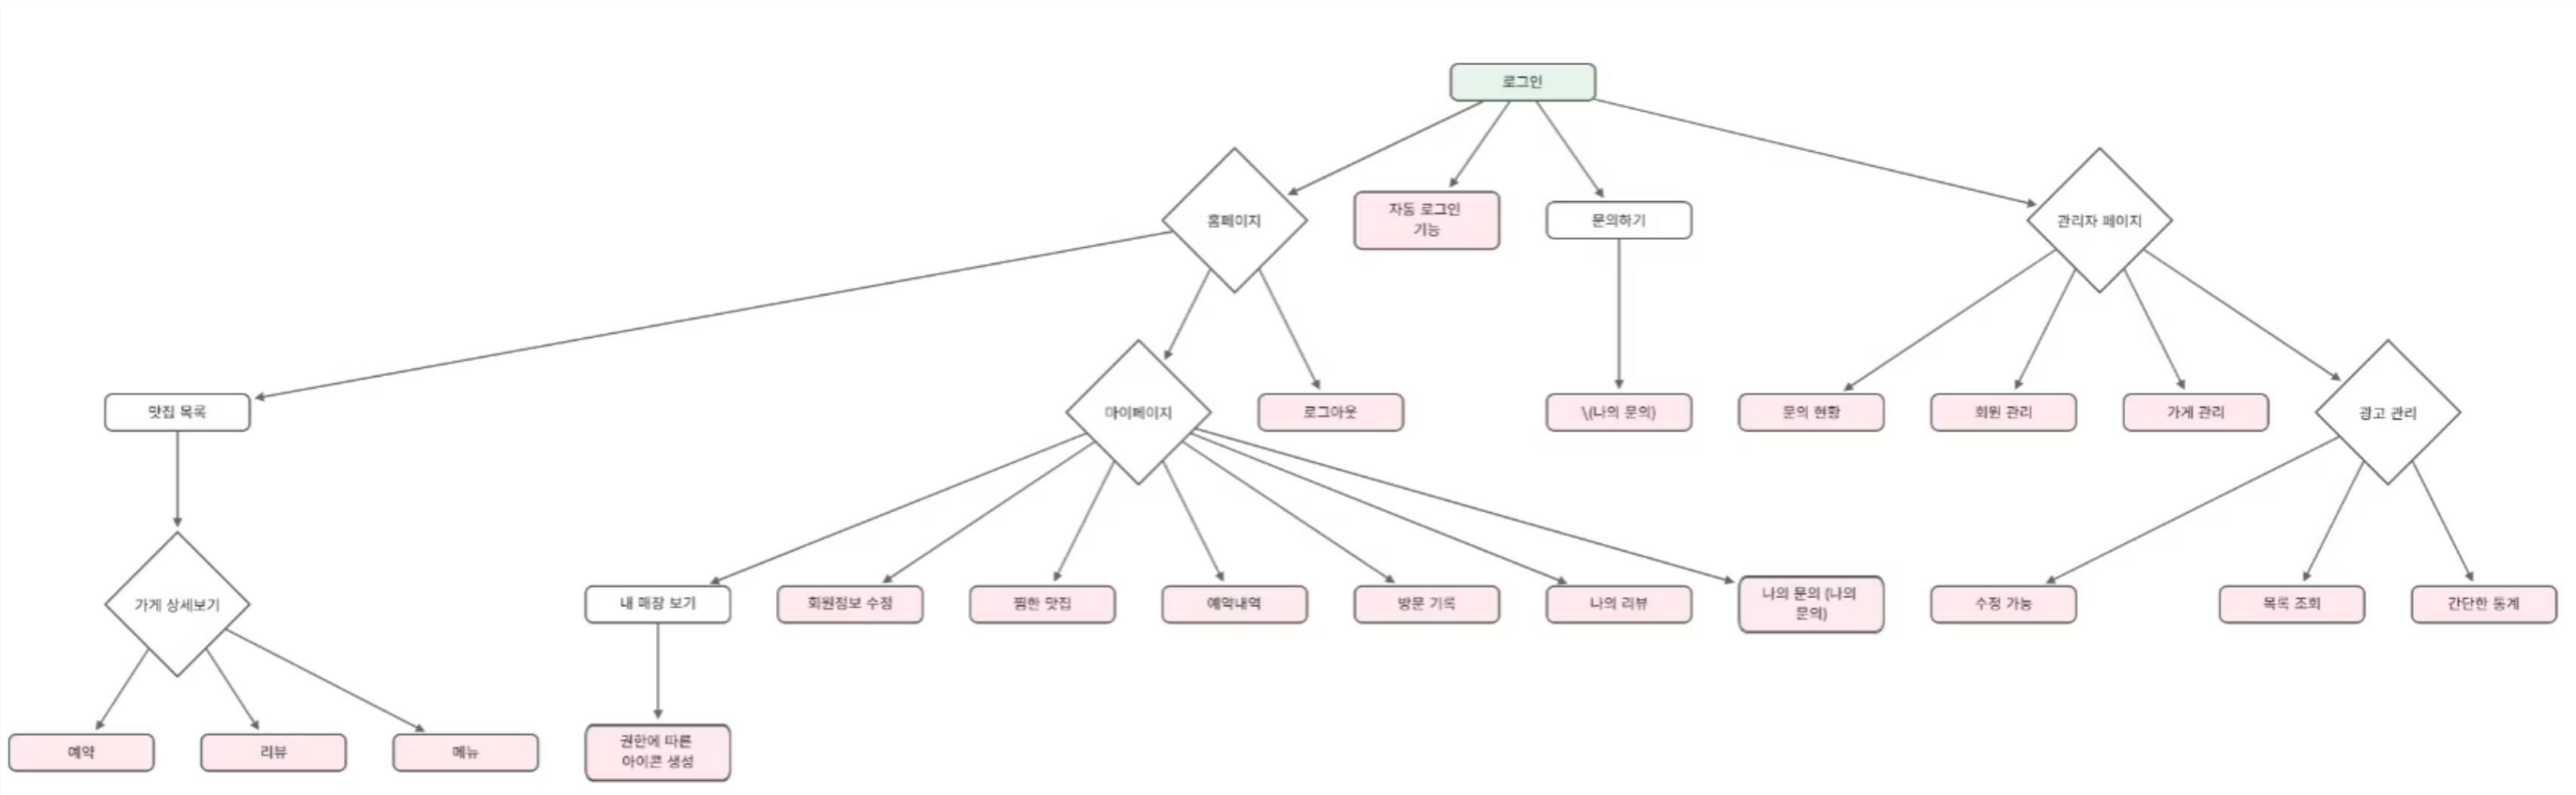 로그인
홈페이지
자동 로그인
기능
문의하기
관리자 페이지
맛집 목록
마이페이지
로그아웃
\(나의 문의)
문의 현황
회원 관리
가게 관리
광고 관리
가게 상세보기
내 매장 보기
회원정보 수정
찜한 맛집
예약내역
방문 기록
나의 리뷰
나의 문의 (나의
문의)
수정 가능
목록 조회
간단한 통계
예약
리뷰
메뉴
권한에 따른
아이콘 생성